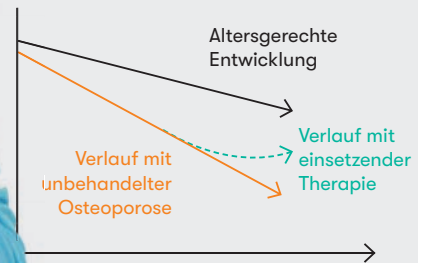 Altersgerechte
Entwicklung
Verlauf mit
einsetzender
Therapie
Verlauf mit
unbehandelter
Osteoporose